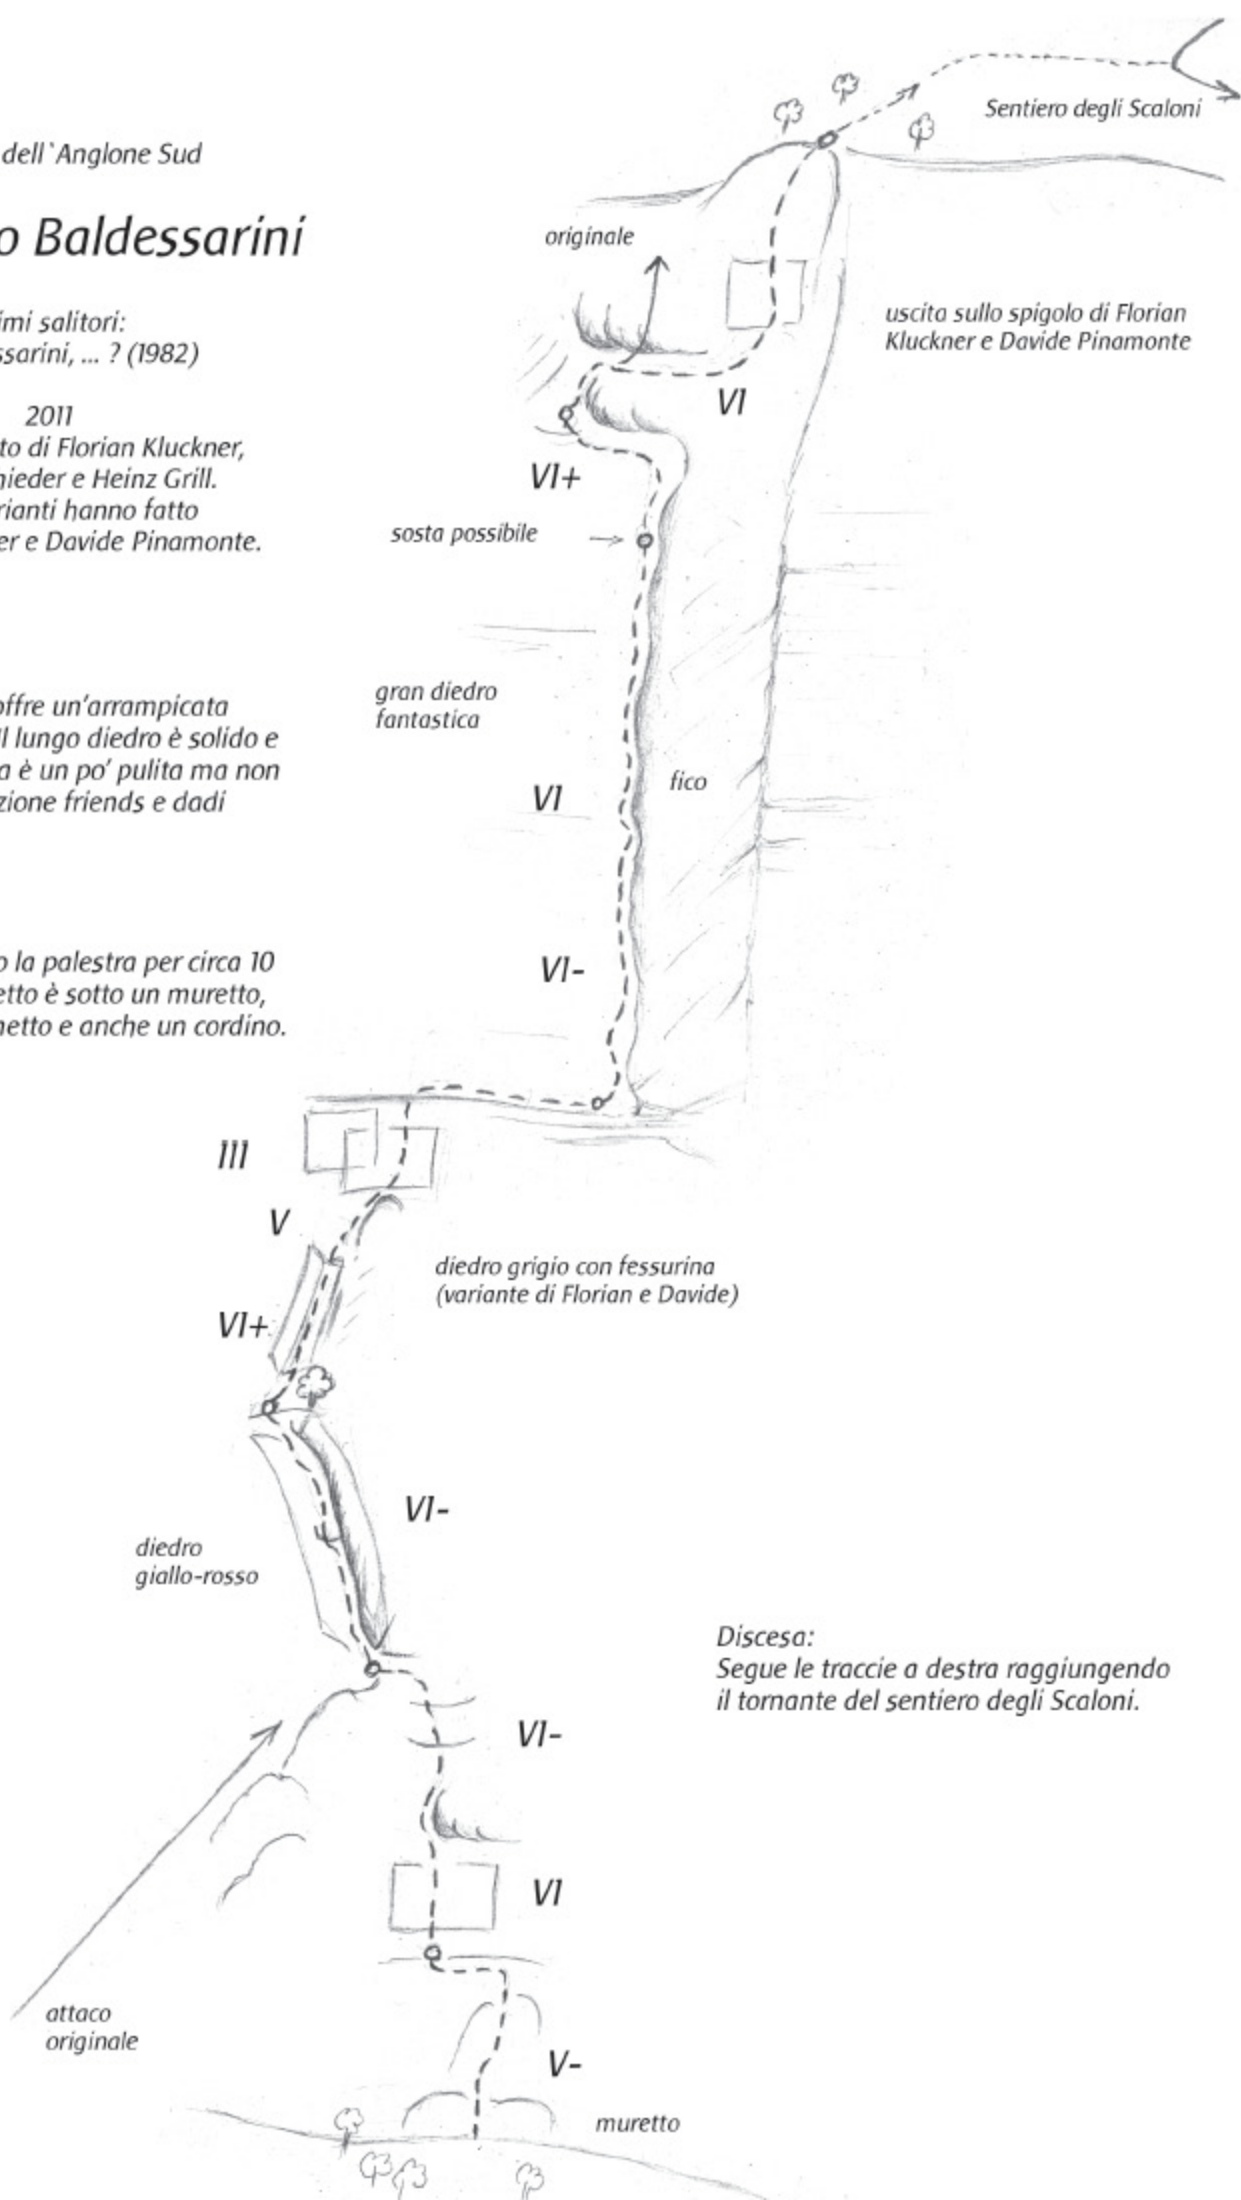 dell`Anglone Sud
o Baldessarini
imi salitori:
ssarini, ... ? (1982)
2011
to di Florian Kluckner,
nieder e Heinz Grill.
rianti hanno fatto
er e Davide Pinamonte.
offre un'arrampicata
Il lungo diedro è solido e
a è un po' pulita ma non
zione friends e dadi
o la palestra per circa 10
etto è sotto un muretto,
netto e anche un cordino.
Sentiero degli Scaloni
originale
uscita sullo spigolo di Florian
Kluckner e Davide Pinamonte
VI
VI+
sosta possibile
gran diedro
fantastica
fico
VI
VI-
III
V
diedro grigio con fessurina
(variante di Florian e Davide)
VI+
VI-
diedro
giallo-rosso
Discesa:
Segue le traccie a destra raggiungendo
il tornante del sentiero degli Scaloni.
VI-
VI
attaco
originale
V-
muretto